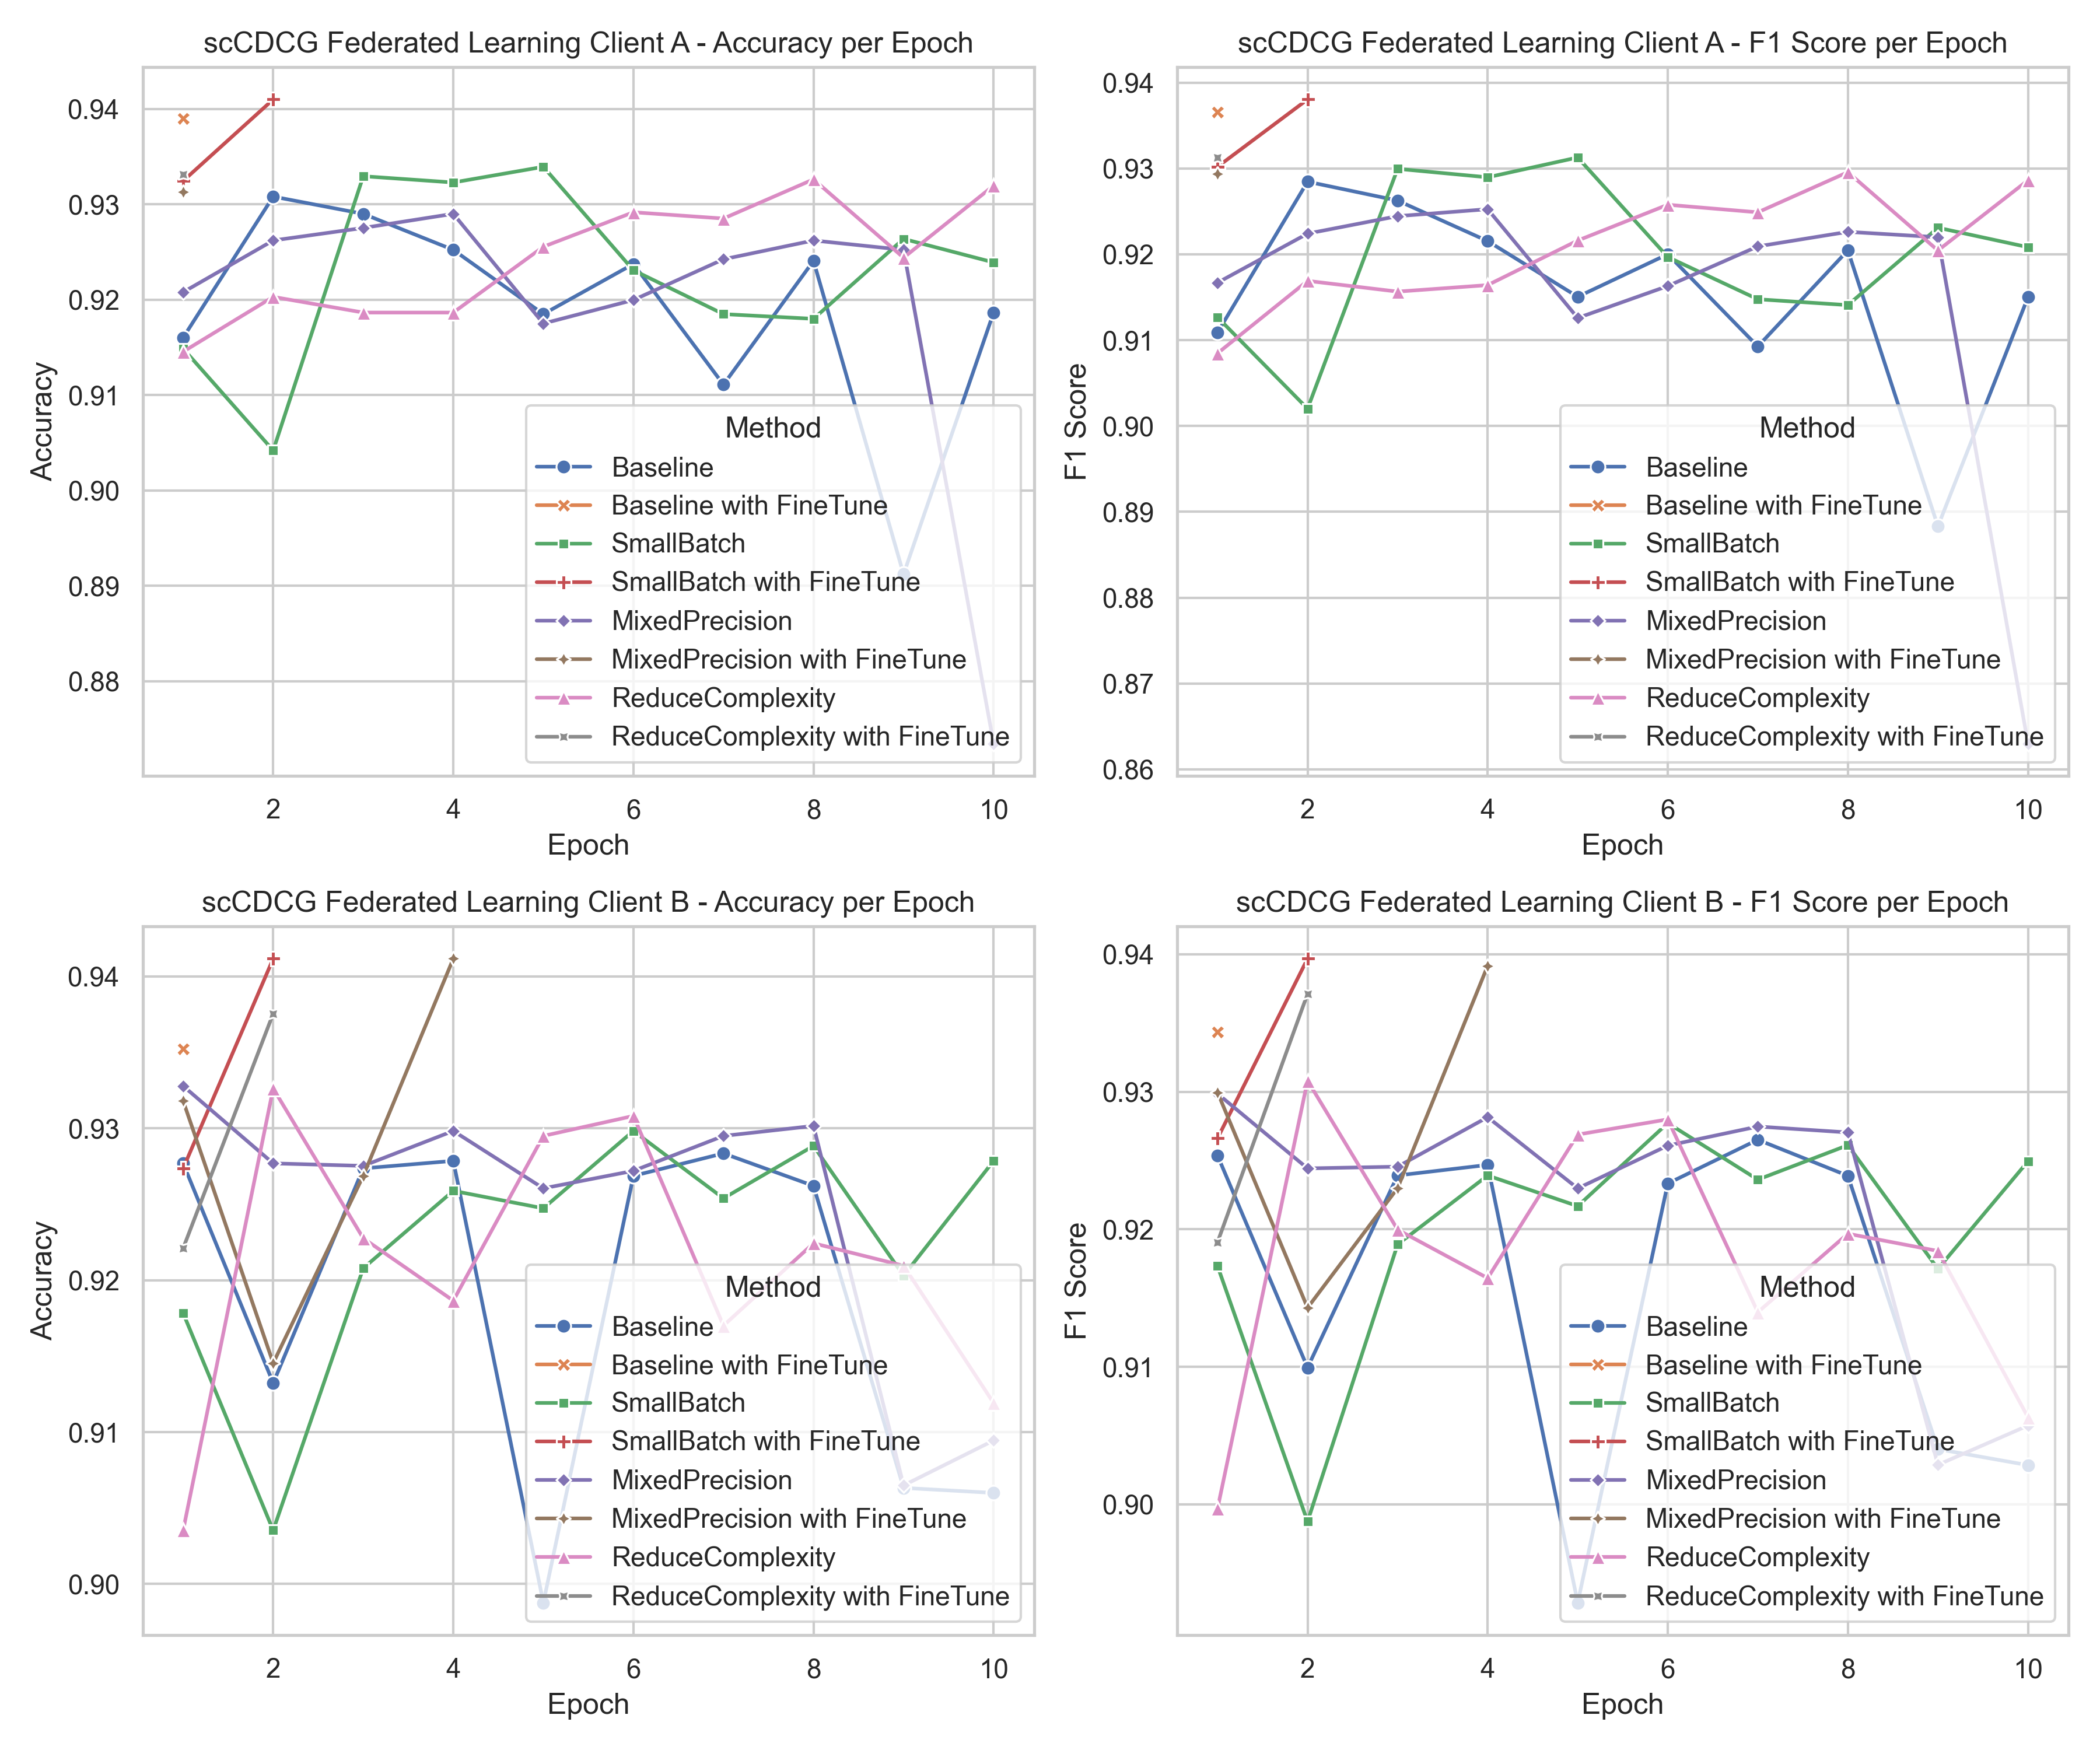 scCDCG Federated Learning Client A - Accuracy per Epoch
Accuracy
0.94
0.93
0.92
0.91
0.90
0.89
0.88
Method
Baseline
Baseline with FineTune
SmallBatch
SmallBatch with FineTune
MixedPrecision
MixedPrecision with FineTune
ReduceComplexity
ReduceComplexity with FineTune
2 4 6 8 10
Epoch
scCDCG Federated Learning Client A - F1 Score per Epoch
F1 Score
0.94
0.93
0.92
0.91
0.90
0.89
0.88
0.87
0.86
Method
Baseline
Baseline with FineTune
SmallBatch
SmallBatch with FineTune
MixedPrecision
MixedPrecision with FineTune
ReduceComplexity
ReduceComplexity with FineTune
2 4 6 8 10
Epoch
scCDCG Federated Learning Client B - Accuracy per Epoch
Accuracy
0.94
0.93
0.92
0.91
0.90
Method
Baseline
Baseline with FineTune
SmallBatch
SmallBatch with FineTune
MixedPrecision
MixedPrecision with FineTune
ReduceComplexity
ReduceComplexity with FineTune
2 4 6 8 10
Epoch
scCDCG Federated Learning Client B - F1 Score per Epoch
F1 Score
0.94
0.93
0.92
0.91
0.90
Method
Baseline
Baseline with FineTune
SmallBatch
SmallBatch with FineTune
MixedPrecision
MixedPrecision with FineTune
ReduceComplexity
ReduceComplexity with FineTune
2 4 6 8 10
Epoch